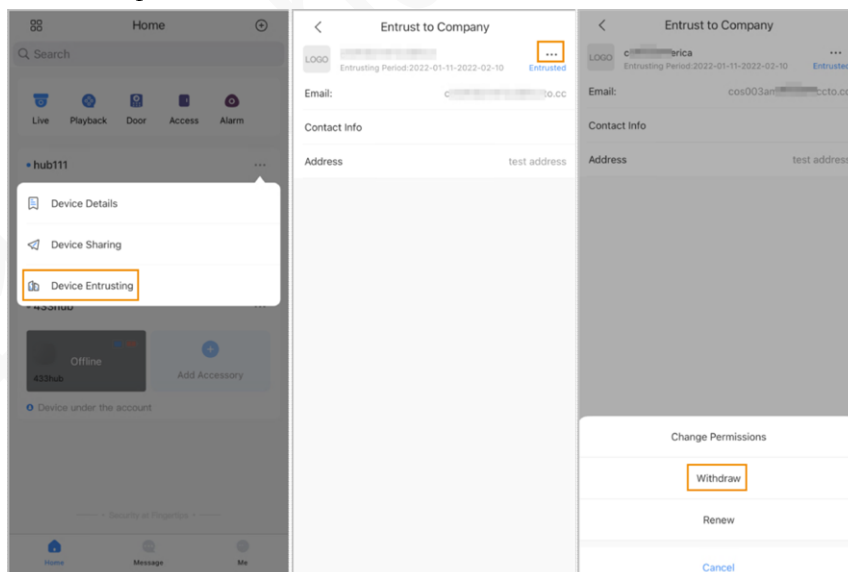 Home
Search
Live Playback Door Access Alarm
hub111
...
Device Details
Device Sharing
Device Entrusting
433hub
...
Offline
433hub
Add Accessory
Device under the account
Security at Fingertips
Home Message Me
Entrust to Company
LOGO
...
Entrusting Period:2022-01-11-2022-02-10 Entrusted
Email:
Contact Info
Address test address
Entrust to Company
LOGO
...
Entrusting Period:2022-01-11-2022-02-10 Entrusted
Email:
Contact Info
Address test address
Change Permissions
Withdraw
Renew
Cancel